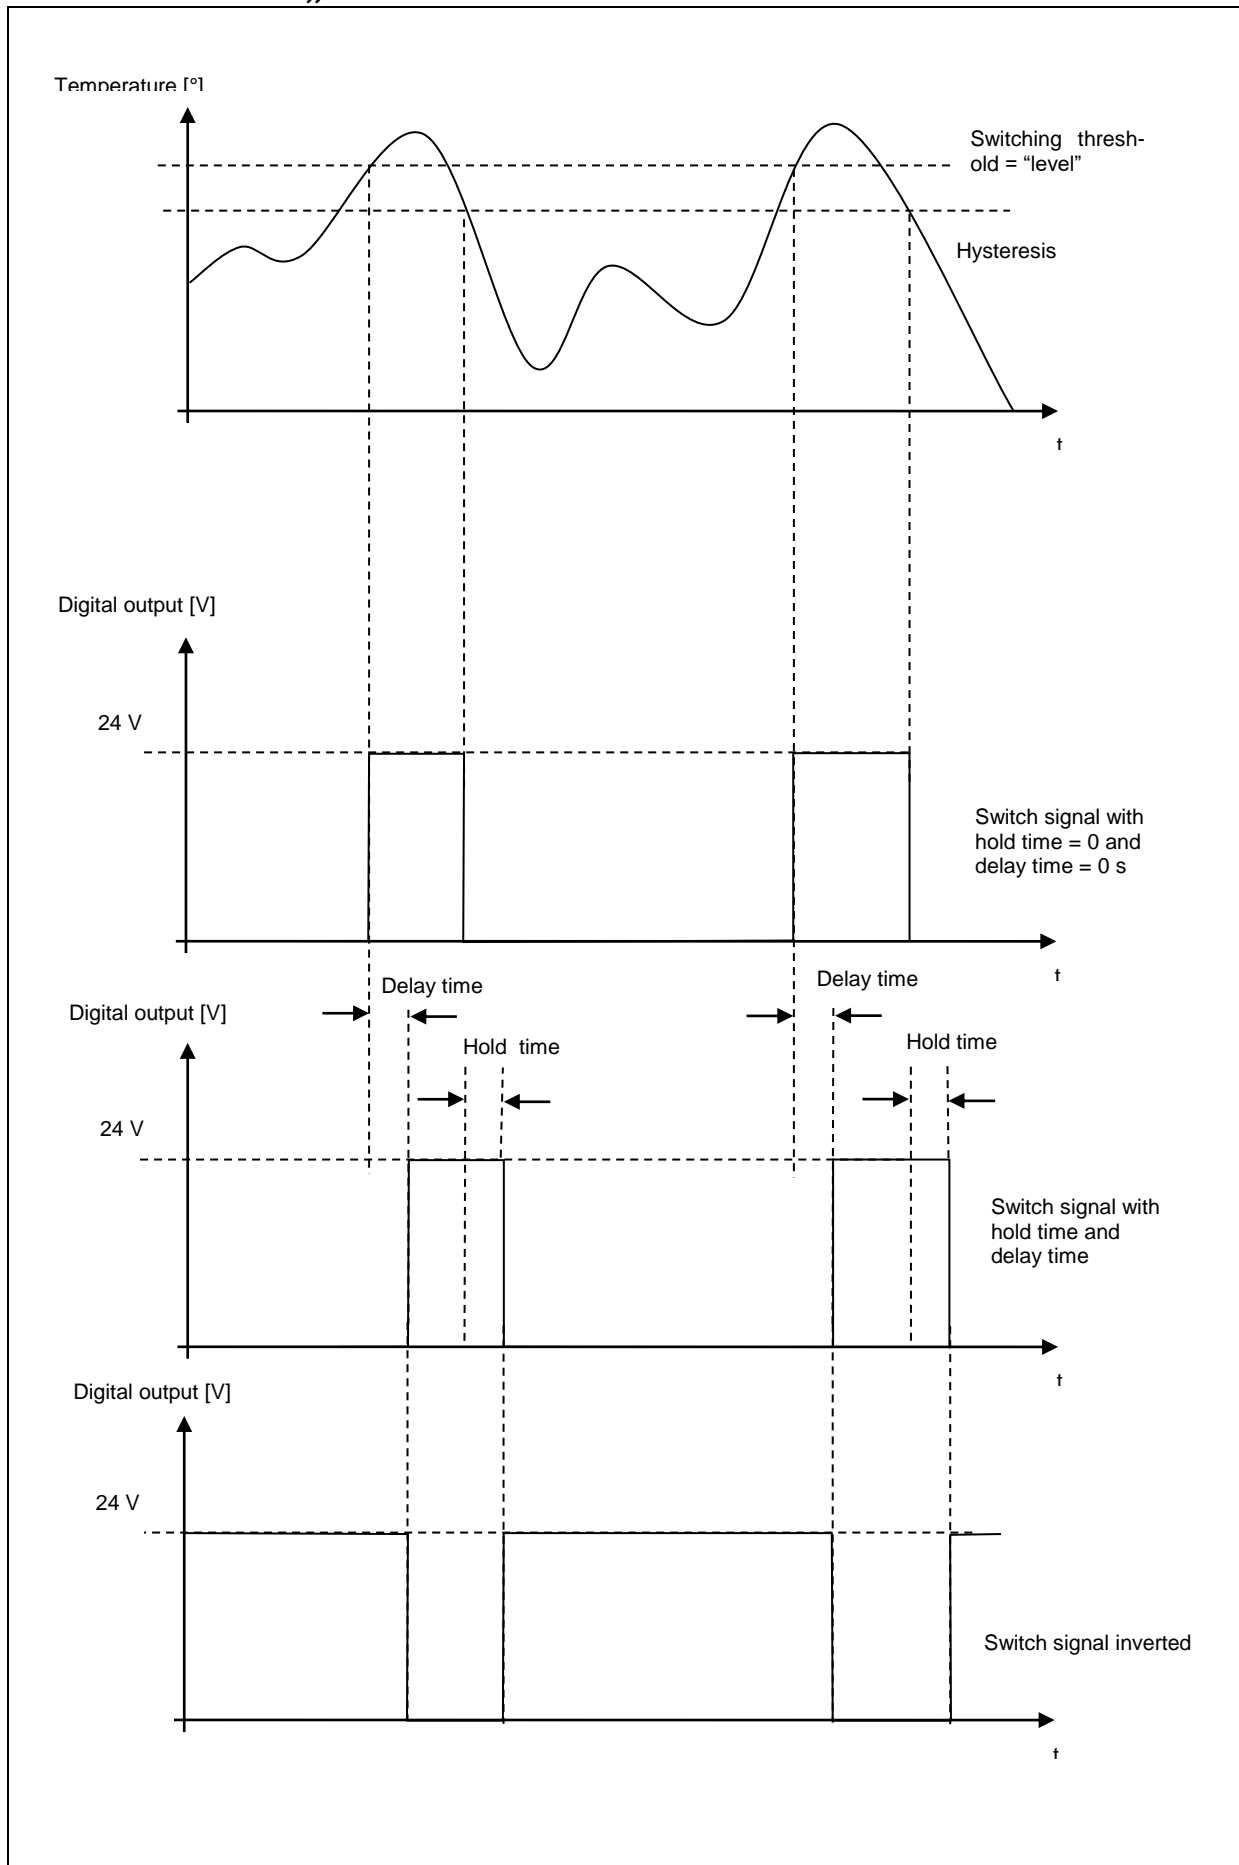 Temperature [°]
Switching thresh-
old = “level”
Hysteresis
t
Digital output [V]
24 V
Switch signal with
hold time = 0 and
delay time = 0 s
t
Delay time
Delay time
Digital output [V]
Hold time
Hold time
24 V
Switch signal with
hold time and
delay time
t
Digital output [V]
24 V
Switch signal inverted
t